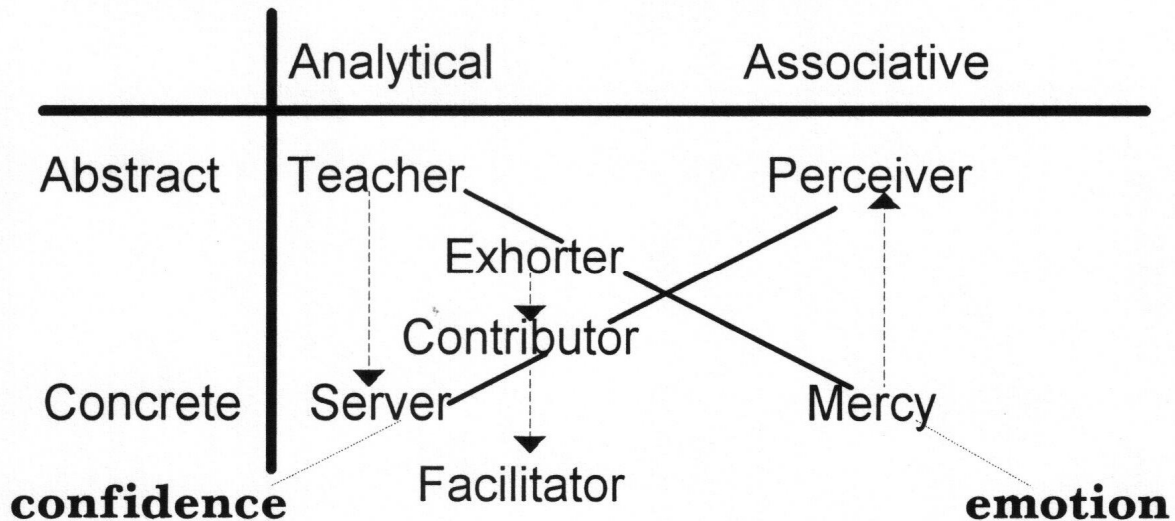 Analytical Associative
Abstract Teacher Perceiver
Exhorter
Contributor
Concrete Server Mercy
Facilitator
confidence emotion